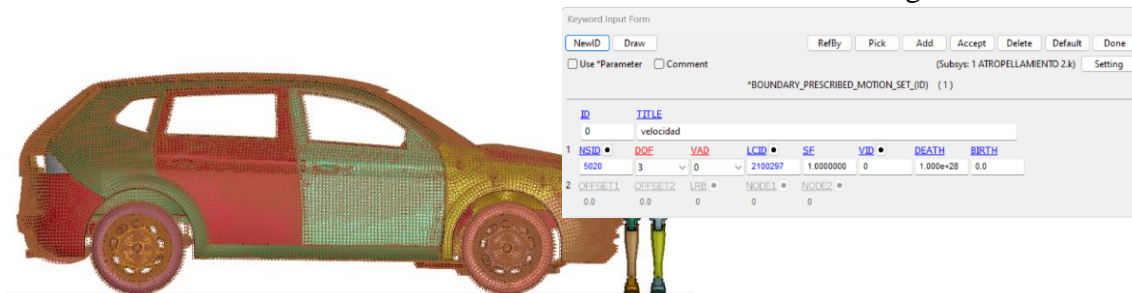 Keyword Input Form
NewID Draw RefBy Pick Add Accept Delete Default Done
Use *Parameter Comment (Subsys: 1 ATROPELLAMIENTO 2.k) Setting
*BOUNDARY_PRESCRIBED_MOTION_SET_(ID) (1)
ID TITLE
0 velocidad
1 NSID DOF VAD LCID SF VID DEATH BIRTH
5020 3 0 2100297 1.0000000 0 1.000e+28 0.0
2 OFFSET1 OFFSET2 LRB NODE1 NODE2
0.0 0.0 0 0 0